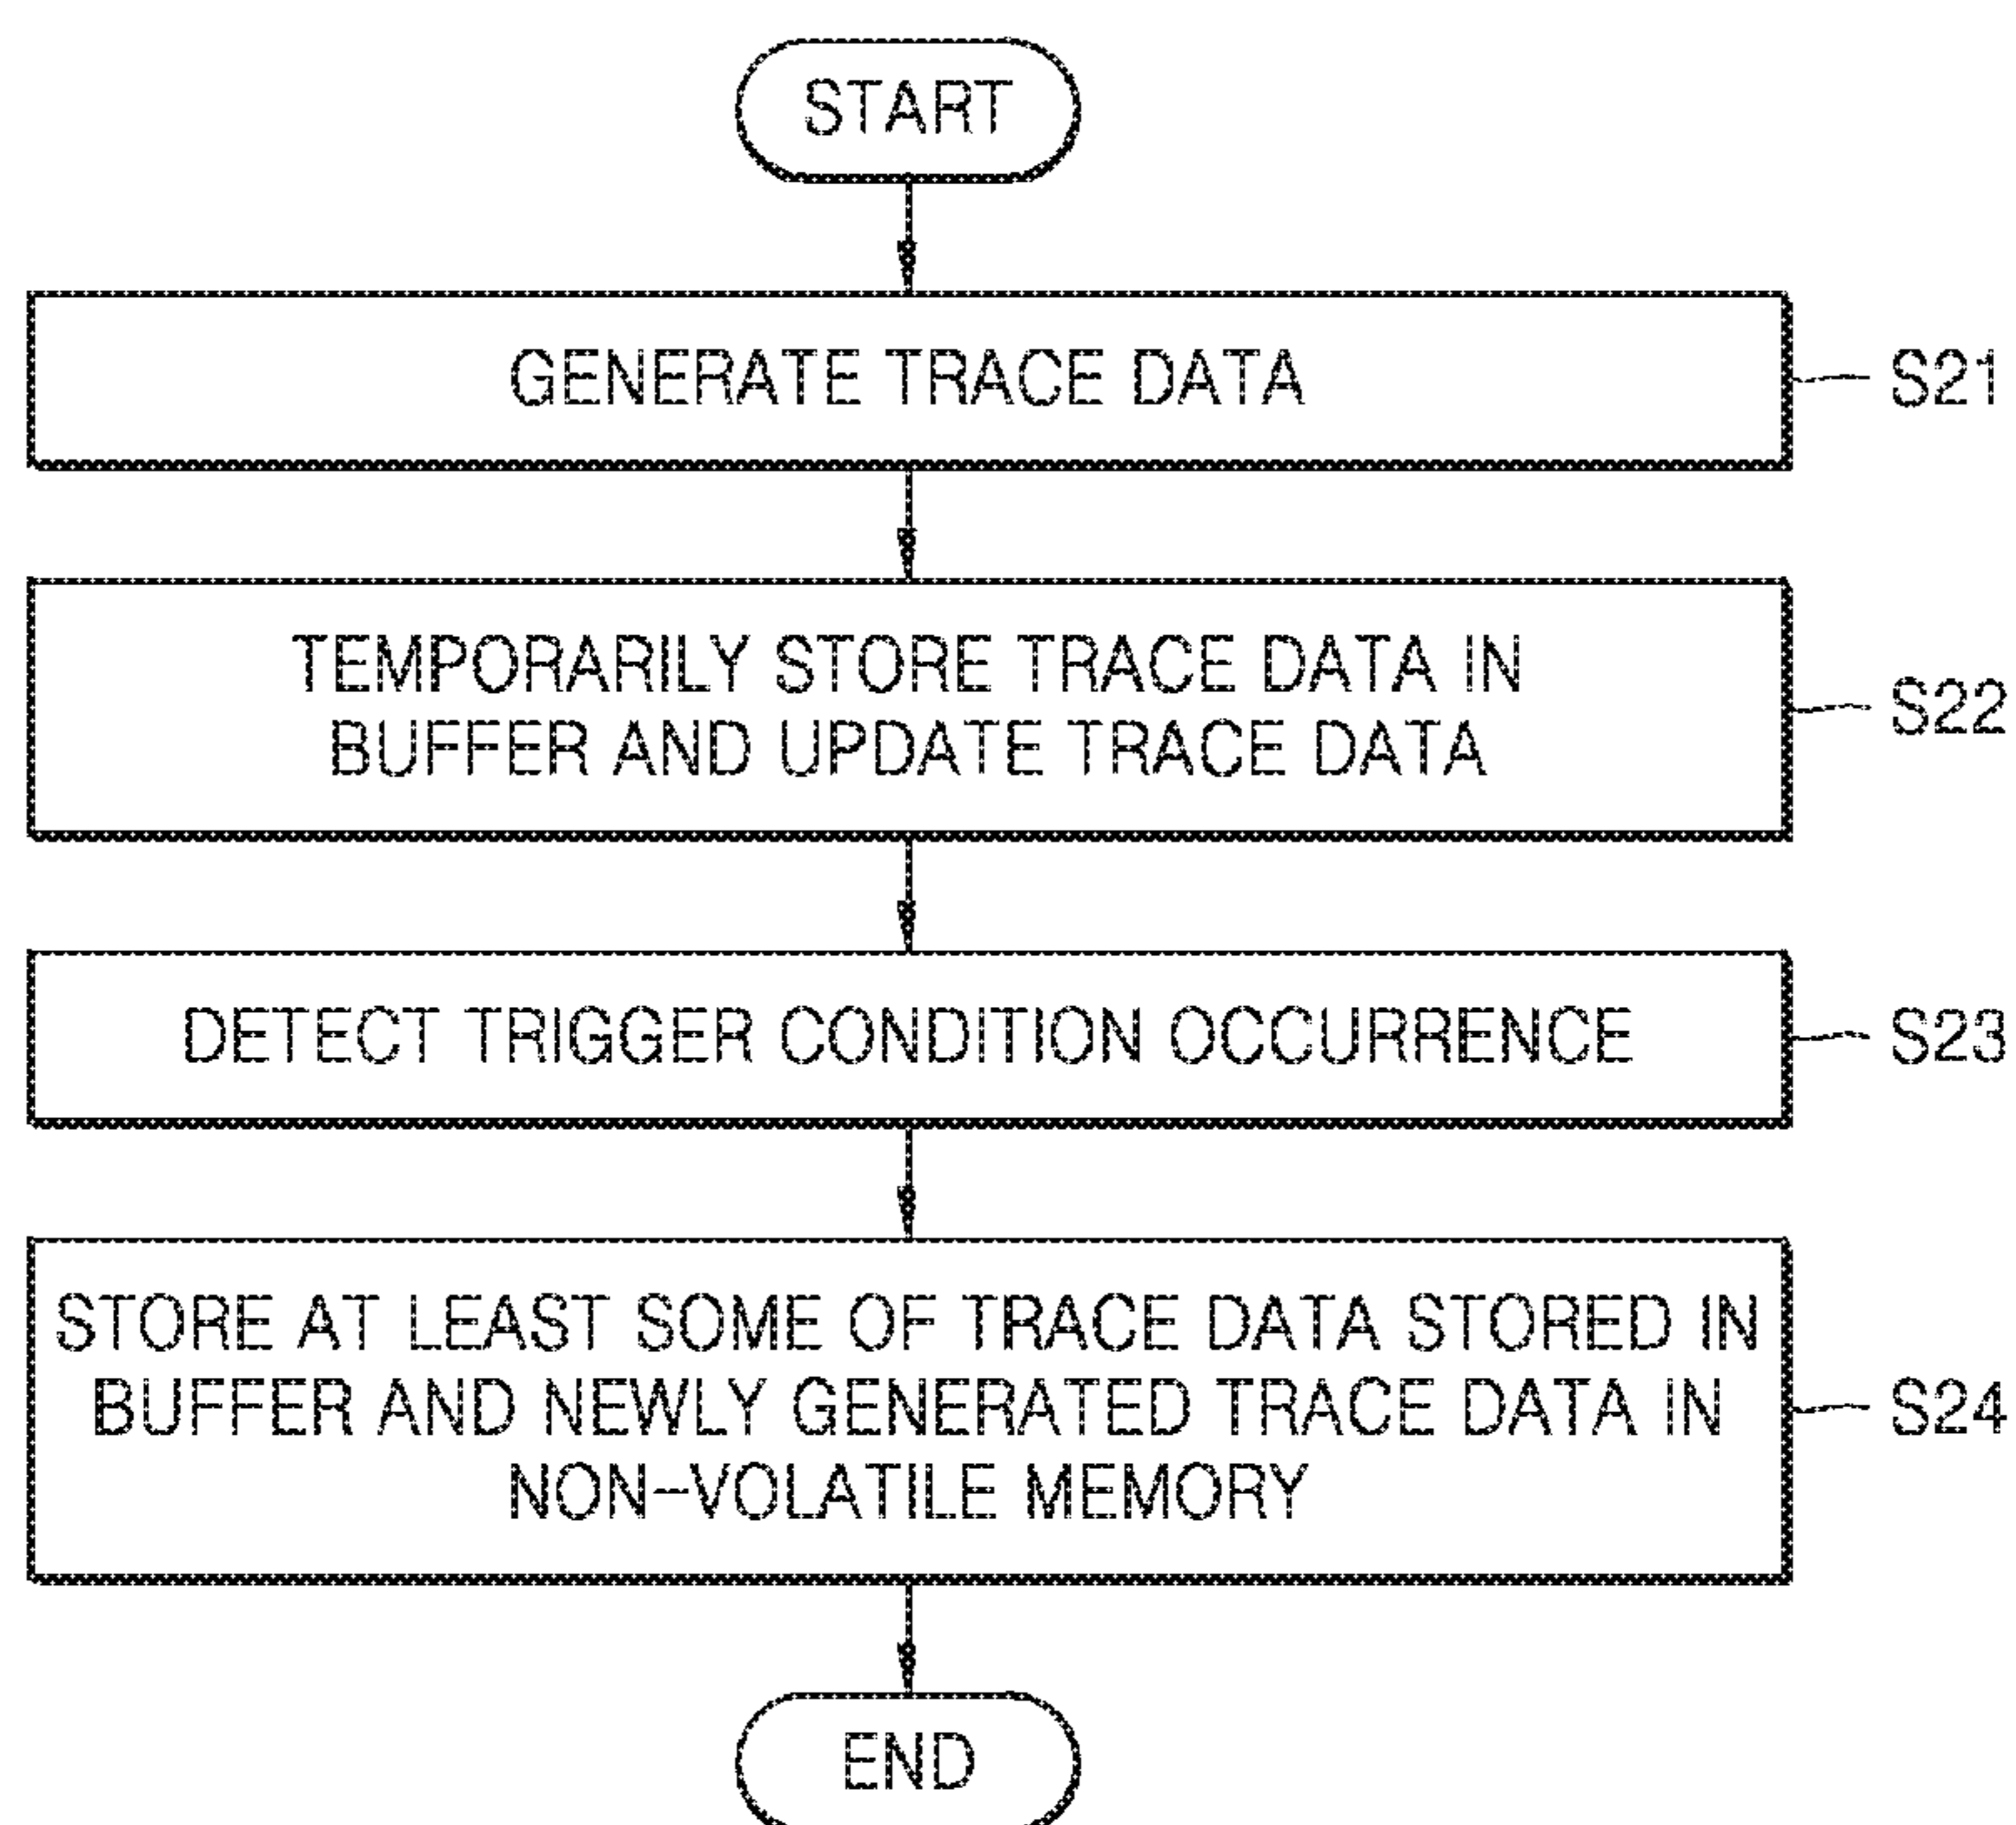 START
GENERATE TRACE DATA
S21
TEMPORARILY STORE TRACE DATA IN
BUFFER AND UPDATE TRACE DATA
S22
DETECT TRIGGER CONDITION OCCURRENCE
S23
STORE AT LEAST SOME OF TRACE DATA STORED IN
BUFFER AND NEWLY GENERATED TRACE DATA IN
NON-VOLATILE MEMORY
S24
END